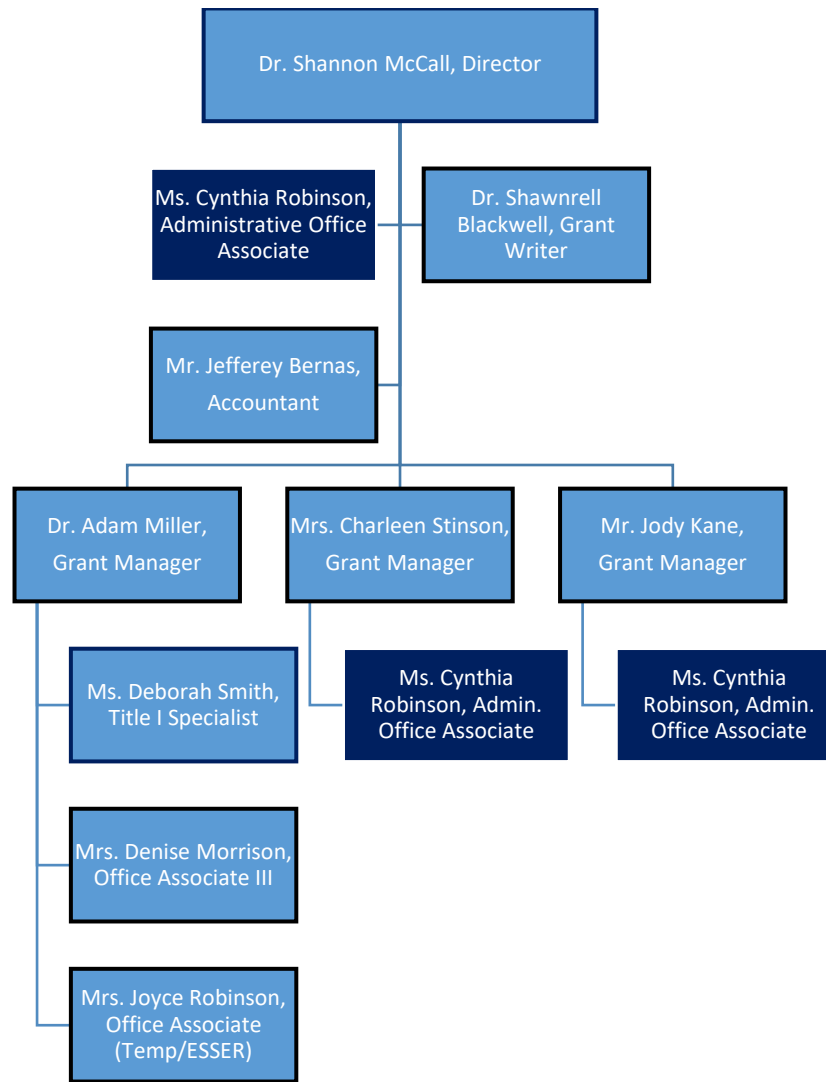 Dr. Shannon McCall, Director
Ms. Cynthia Robinson,
Administrative Office
Associate
Dr. Shawnrell
Blackwell, Grant
Writer
Mr. Jefferey Bernas,
Accountant
Dr. Adam Miller,
Grant Manager
Mrs. Charleen Stinson,
Grant Manager
Mr. Jody Kane,
Grant Manager
Ms. Deborah Smith,
Title I Specialist
Ms. Cynthia
Robinson, Admin.
Office Associate
Ms. Cynthia
Robinson, Admin.
Office Associate
Mrs. Denise Morrison,
Office Associate III
Mrs. Joyce Robinson,
Office Associate
(Temp/ESSER)